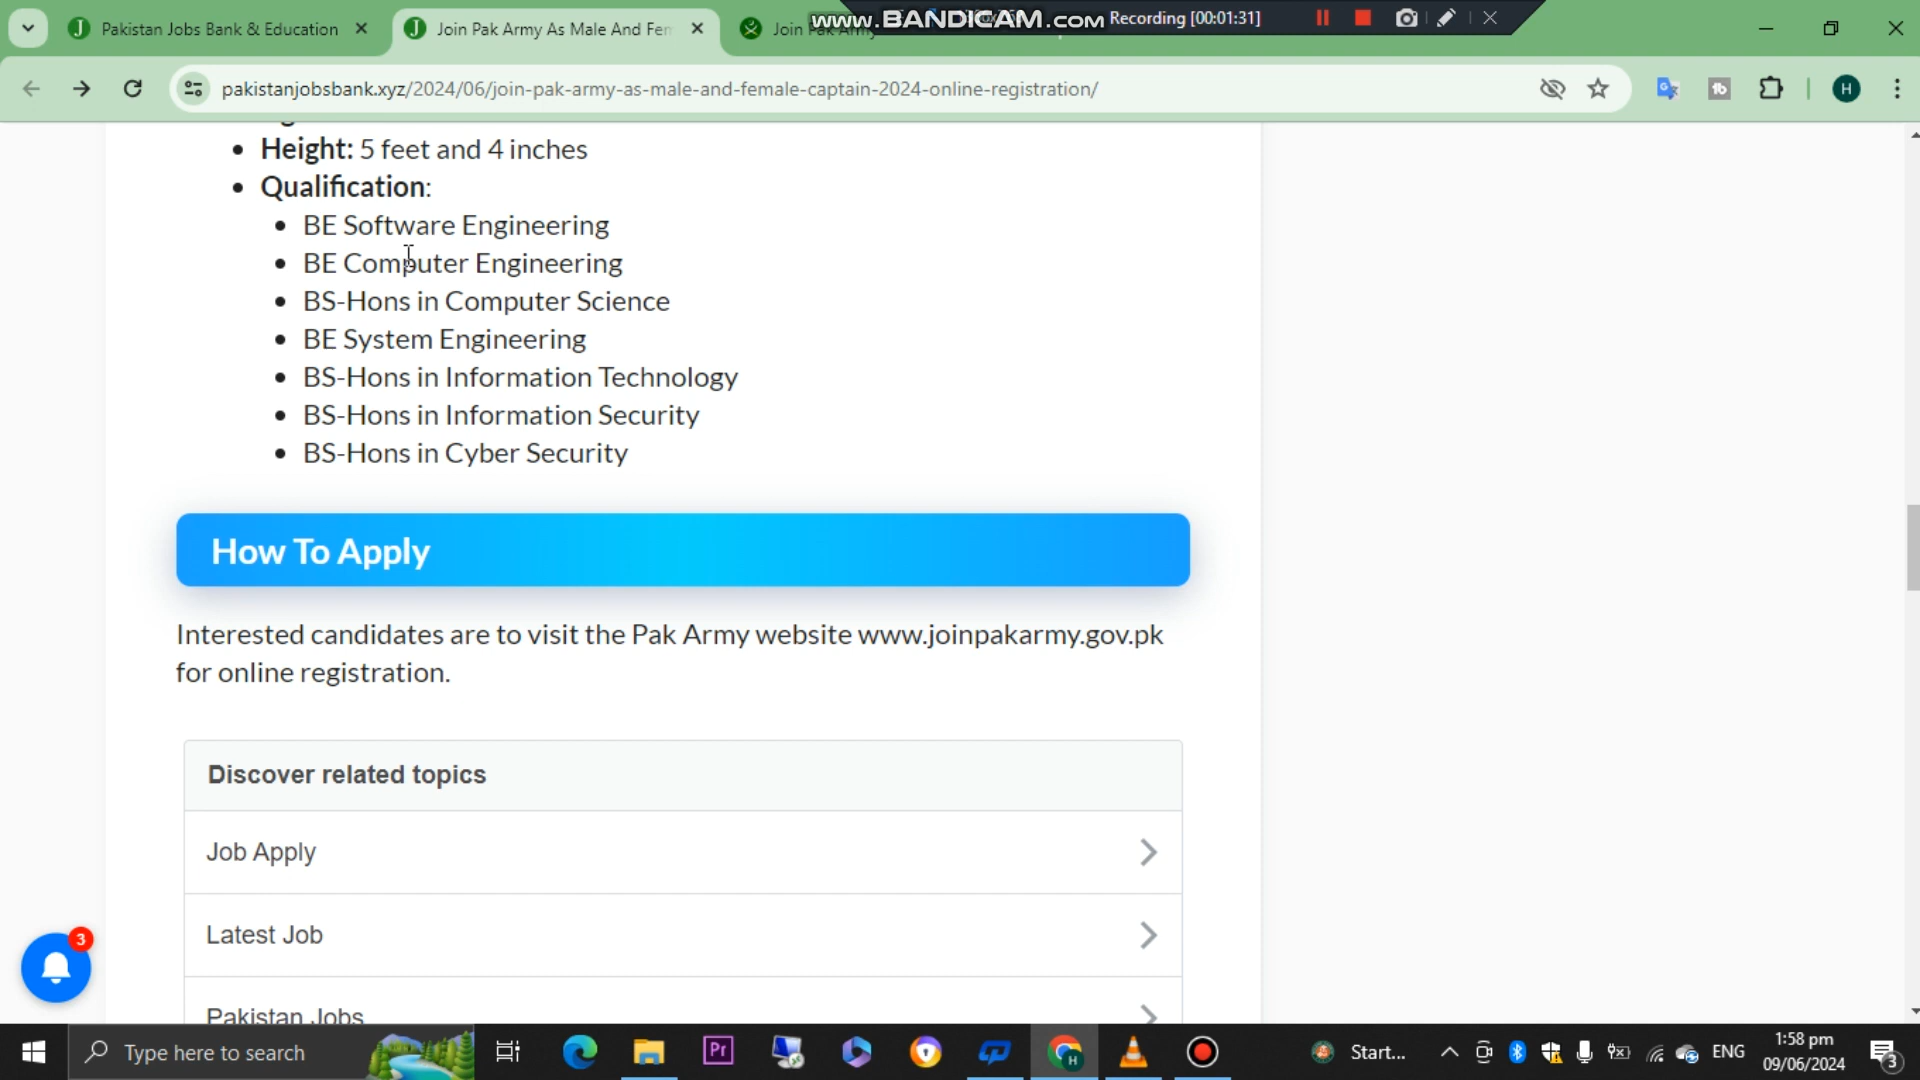 Pakistan Jobs Bank & Education
Join Pak Army As Male And Fem
Join Pak Army
www.BANDICAM.com
Recording [00:01:31]
pakistanjobsbank.xyz/2024/06/join-pak-army-as-male-and-female-captain-2024-online-registration/
H
Height: 5 feet and 4 inches
Qualification:
BE Software Engineering
BE Computer Engineering
BS-Hons in Computer Science
BE System Engineering
BS-Hons in Information Technology
BS-Hons in Information Security
BS-Hons in Cyber Security
How To Apply
Interested candidates are to visit the Pak Army website www.joinpakarmy.gov.pk
for online registration.
Discover related topics
Job Apply
Latest Job
Pakistan Jobs
3
Type here to search
Pr
Start...
ENG
1:58 pm
09/06/2024
3